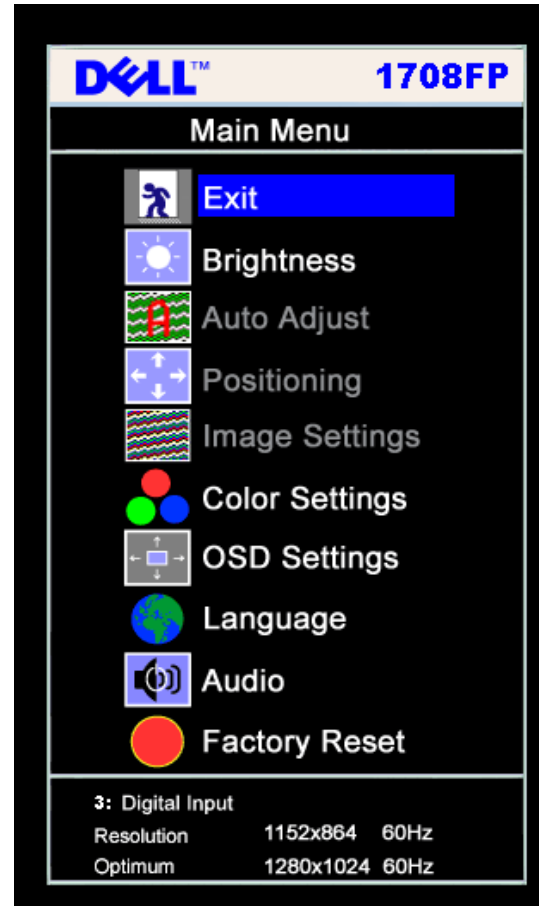 DELL™ 1708FP
Main Menu
Exit
Brightness
A Auto Adjust
Positioning
Image Settings
Color Settings
OSD Settings
Language
Audio
Factory Reset
3: Digital Input
Resolution 1152x864 60Hz
Optimum 1280x1024 60Hz